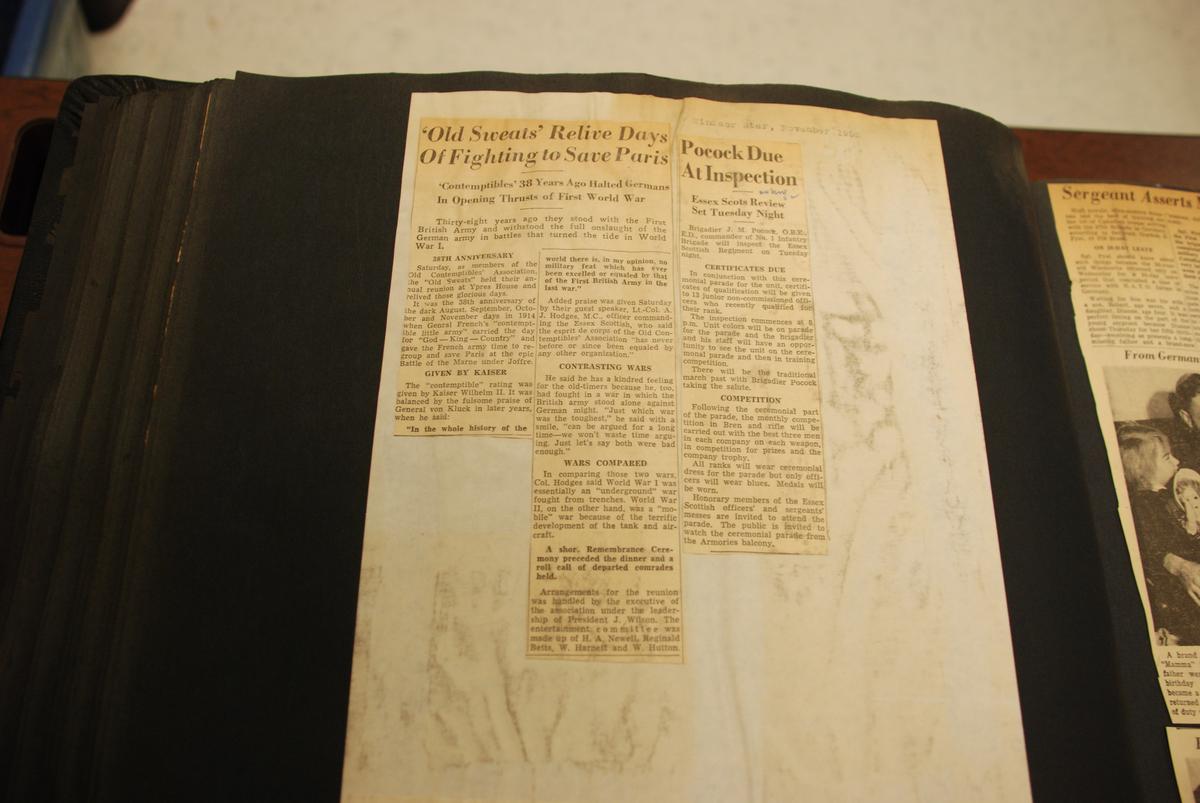 Windsor Star, November 195
'Old Sweats' Relive Days
Of Fighting to Save Paris
'Contemptibles' 38 Years Ago Halted Germans
In Opening Thrusts of First World War
Thirty-eight years ago they stood with the First
British Army and withstood the full onslaught of the
German army in battles that turned the tide in World
War I.
38TH ANNIVERSARY
Saturday, as members of the
Old Contemptibles' Association,
the "Old Sweats" held their an-
nual reunion at Ypres House and
relived those glorious days.
It was the 38th anniversary of
the dark August, September, Octo-
ber and November days in 1914
when Genral French's "contempt-
ible little army" carried the day
for "God — King — Country" and
gave the French army time to re-
group and save Paris at the epic
Battle of the Marne under Joffre.
GIVEN BY KAISER
The "contemptible" rating was
given by Kaiser Wilhelm II. It was
balanced by the fulsome praise of
General von Kluck in later years,
when he said:
"In the whole history of the
world there is, in my opinion, no
military feat which has ever
been excelled or equaled by that
of the First British Army in the
last war."
Added praise was given Saturday
by their guest speaker, Lt.-Col. A.
J. Hodges, M.C., officer command-
ing the Essex Scottish, who said
the esprit de corps of the Old Con-
temptibles' Association "has never
before or since been equaled by
any other organization."
CONTRASTING WARS
He said he has a kindred feeling
for the old-timers because he, too,
had fought in a war in which the
British army stood alone against
German might. "Just which war
was the toughest," he said with a
smile, "can be argued for a long
time—we won't waste time argu-
ing. Just let's say both were bad
enough."
WARS COMPARED
In comparing those two wars,
Col. Hodges said World War I was
essentially an "underground" war
fought from trenches. World War
II, on the other hand, was a "mo-
bile" war because of the terrific
development of the tank and air-
craft.
A shor. Remembrance Cere-
mony preceded the dinner and a
roll call of departed comrades
held.
Arrangements for the reunion
was handled by the executive of
the association under the leader-
ship of President J. Wilson. The
entertainment committee was
made up of H. A. Newell, Reginald
Betts, W. Harnett and W. Hutton.
Pocock Due
At Inspection
Essex Scots Review
Set Tuesday Night
Brigadier J. M. Pocock, O.B.E.,
E.D., commander of No. 1 Infantry
Brigade will inspect the Essex
Scottish Regiment on Tuesday
night.
CERTIFICATES DUE
In conjunction with this cere-
monial parade for the unit, certifi-
cates of qualification will be given
to 13 junior non-commissioned offi-
cers who recently qualified for
their rank.
The inspection commences at 8
p.m. Unit colors will be on parade
for the parade and the brigadier
and his staff will have an oppor-
tunity to see the unit on the cere-
monial parade and then in training
competition.
There will be the traditional
march past with Brigadier Pocock
taking the salute.
COMPETITION
Following the ceremonial part
of the parade, the monthly compe-
tition in Bren and rifle will be
carried out with the best three men
in each company on each weapon,
in competition for prizes and the
company trophy.
All ranks will wear ceremonial
dress for the parade but only offi-
cers will wear blues. Medals will
be worn.
Honorary members of the Essex
Scottish officers' and sergeants'
messes are invited to attend the
parade. The public is invited to
watch the ceremonial parade from
the Armories balcony.
Sergeant Asserts
From German
A brand
"Mamma"
father we
birthday
became a
returned
of duty